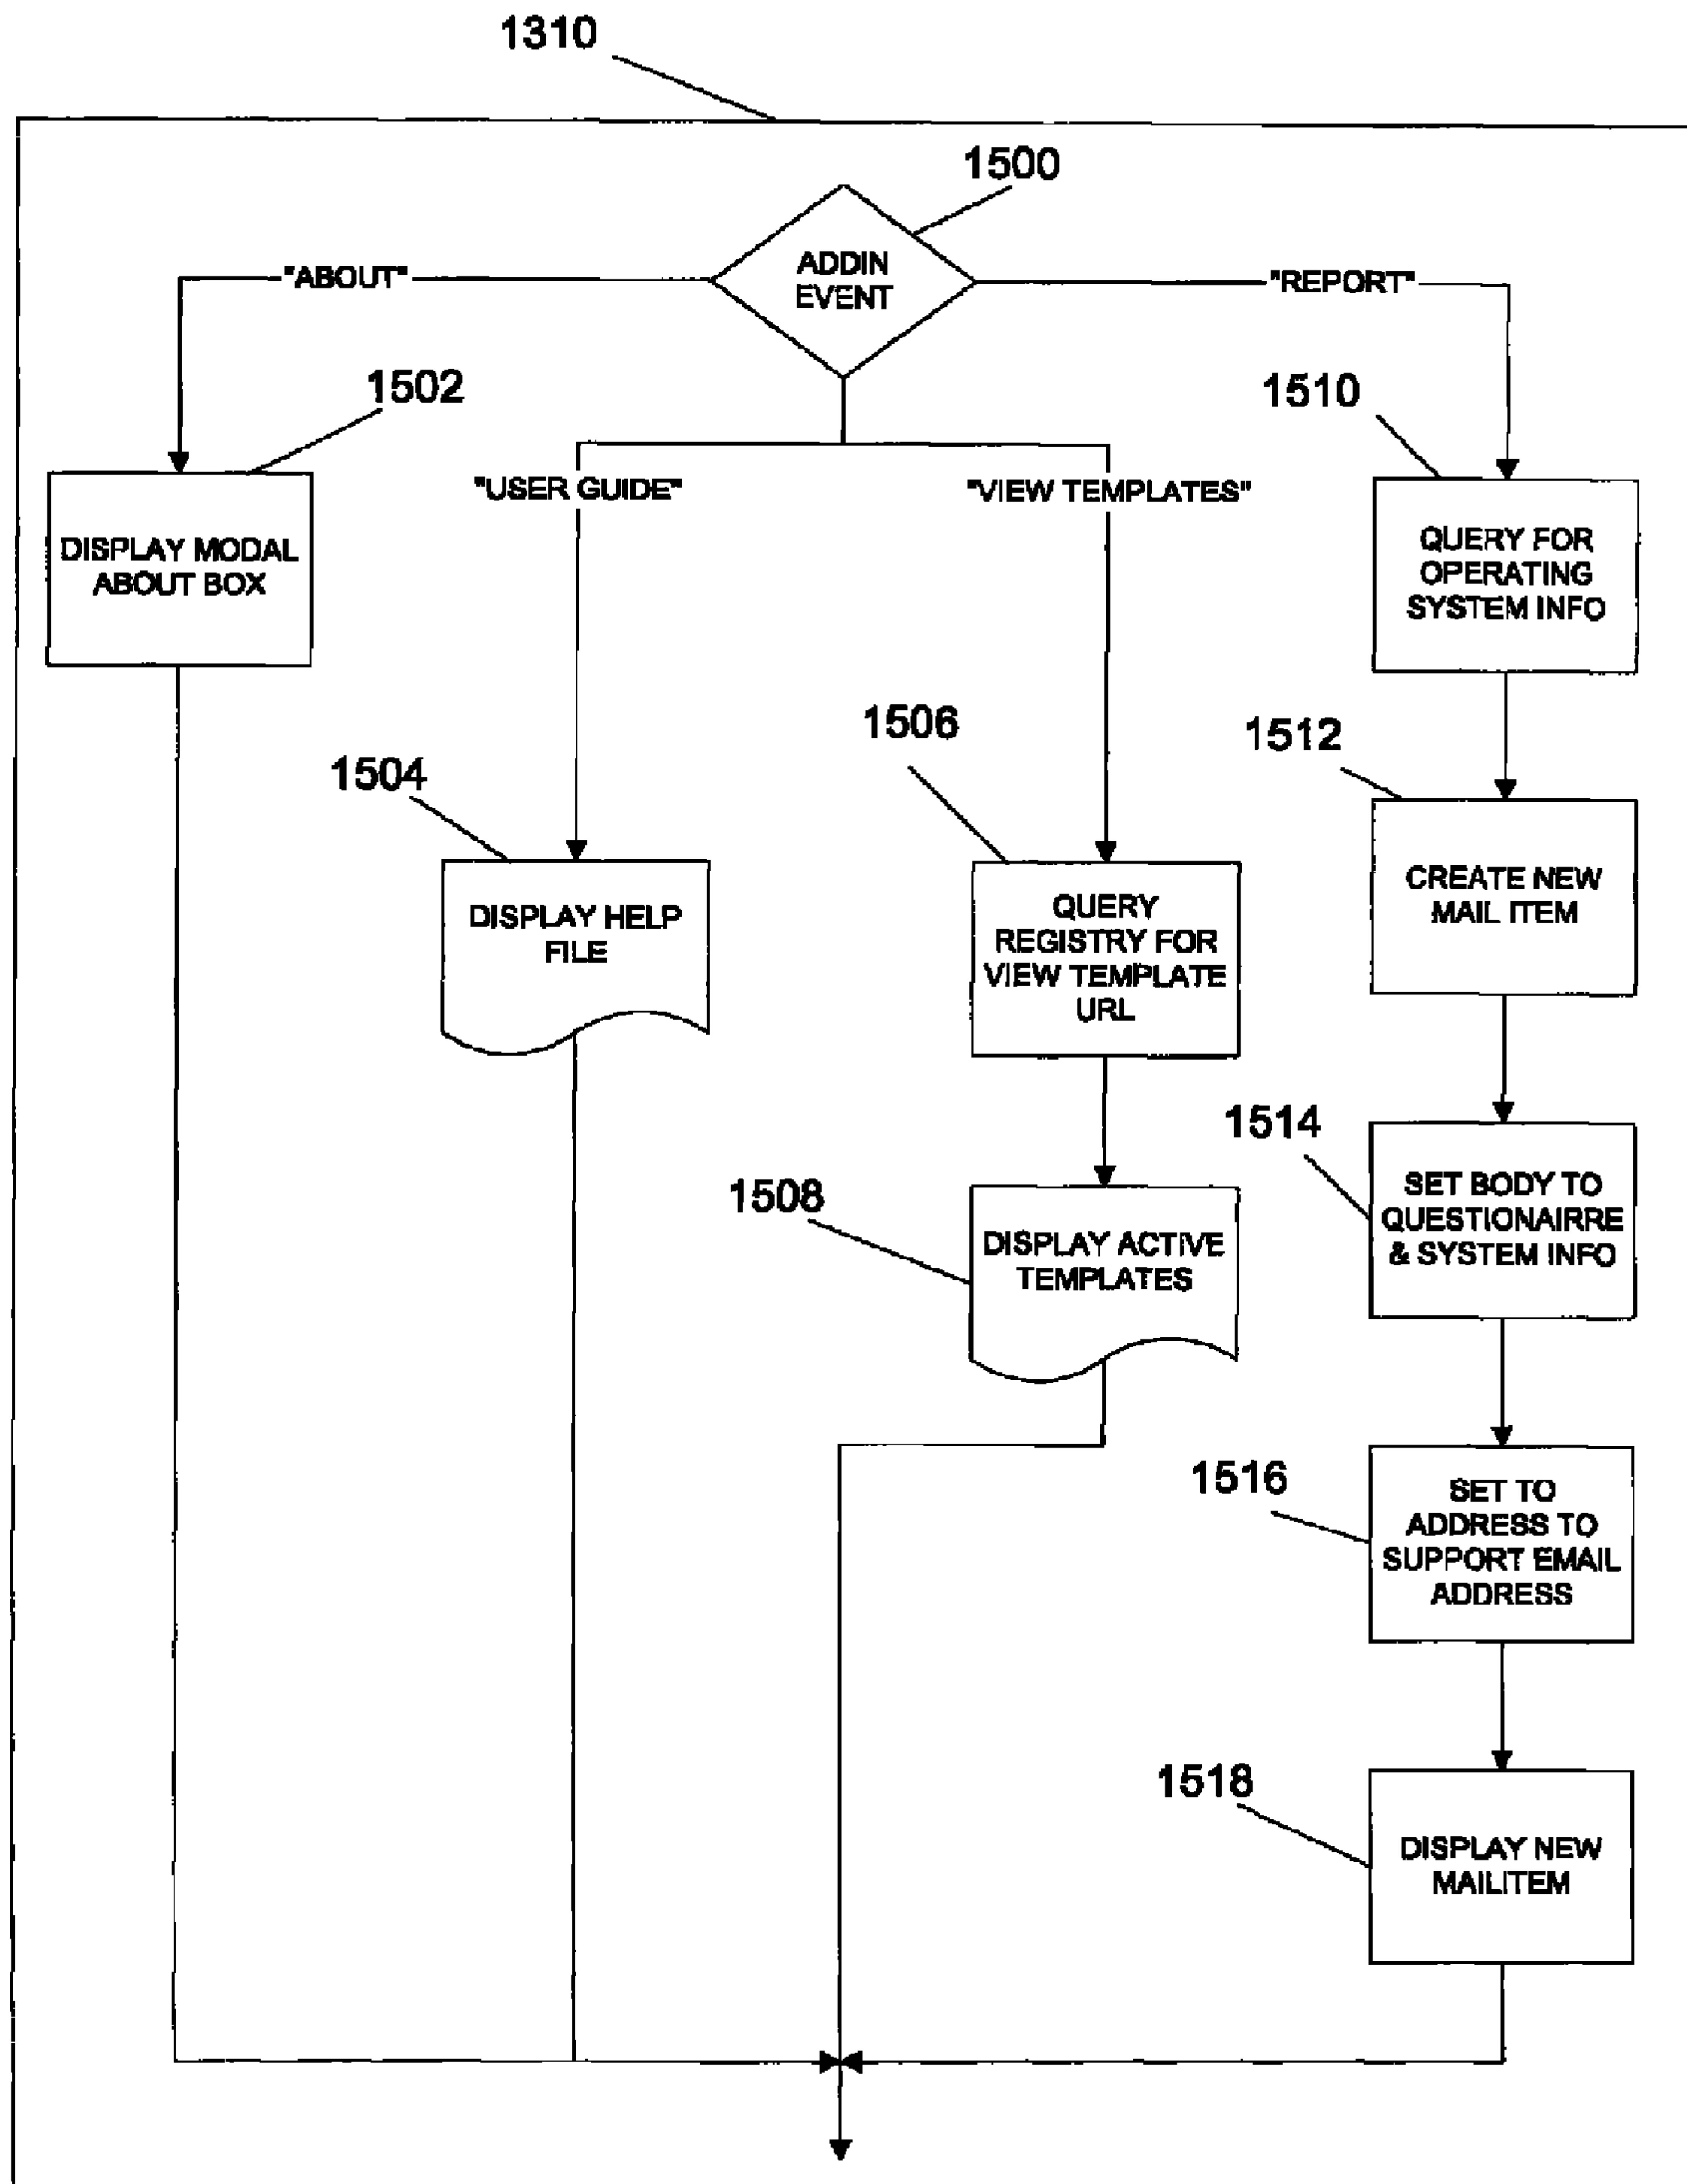 1310
1500
ADDIN
EVENT
"ABOUT"
"REPORT"
1502
1510
"USER GUIDE"
"VIEW TEMPLATES"
DISPLAY MODAL
ABOUT BOX
QUERY FOR
OPERATING
SYSTEM INFO
1504
1506
1512
DISPLAY HELP
FILE
QUERY
REGISTRY FOR
VIEW TEMPLATE
URL
CREATE NEW
MAIL ITEM
1508
1514
DISPLAY ACTIVE
TEMPLATES
SET BODY TO
QUESTIONAIRRE
& SYSTEM INFO
1516
SET TO
ADDRESS TO
SUPPORT EMAIL
ADDRESS
1518
DISPLAY NEW
MAILITEM